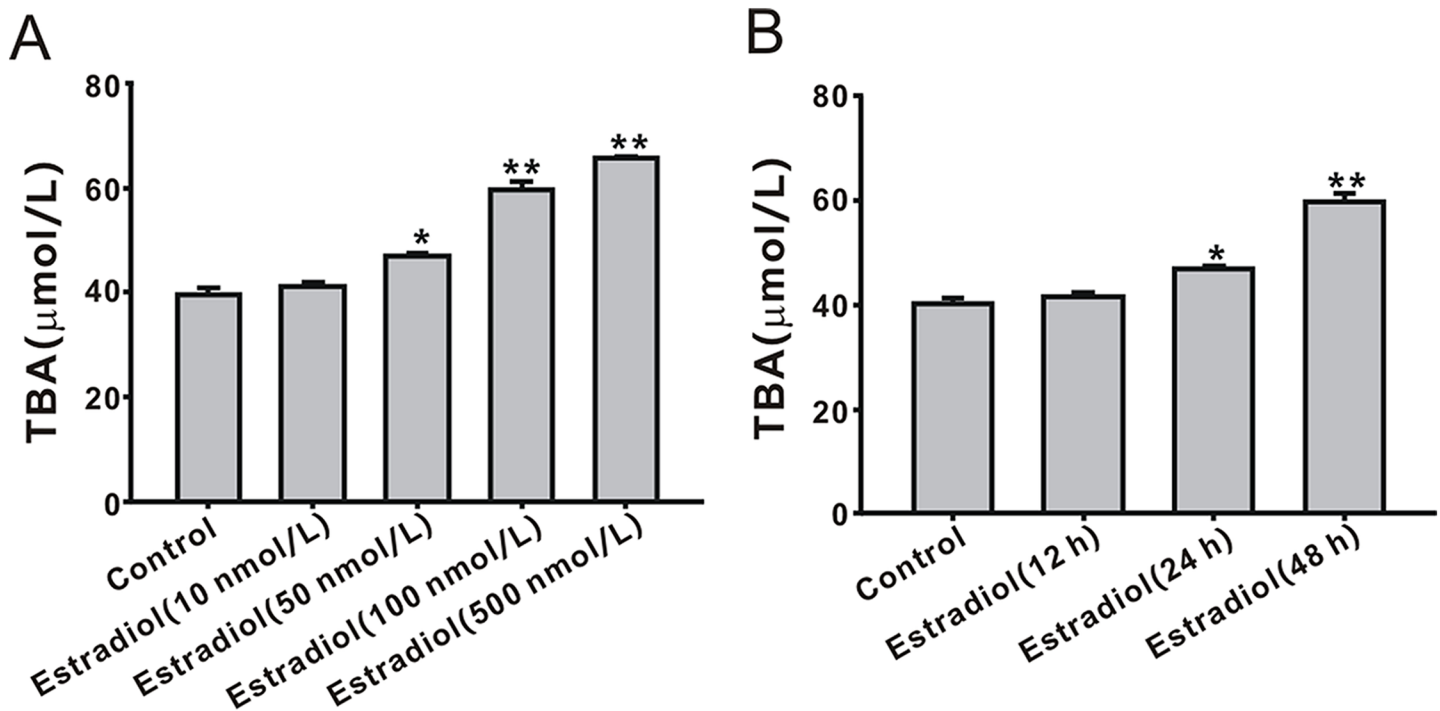 A
TBA(μmol/L)
80
60
40
20
0
*
**
**
Control
Estradiol(10 nmol/L)
Estradiol(50 nmol/L)
Estradiol(100 nmol/L)
Estradiol(500 nmol/L)
B
TBA(μmol/L)
80
60
40
20
0
*
**
Control
Estradiol(12 h)
Estradiol(24 h)
Estradiol(48 h)